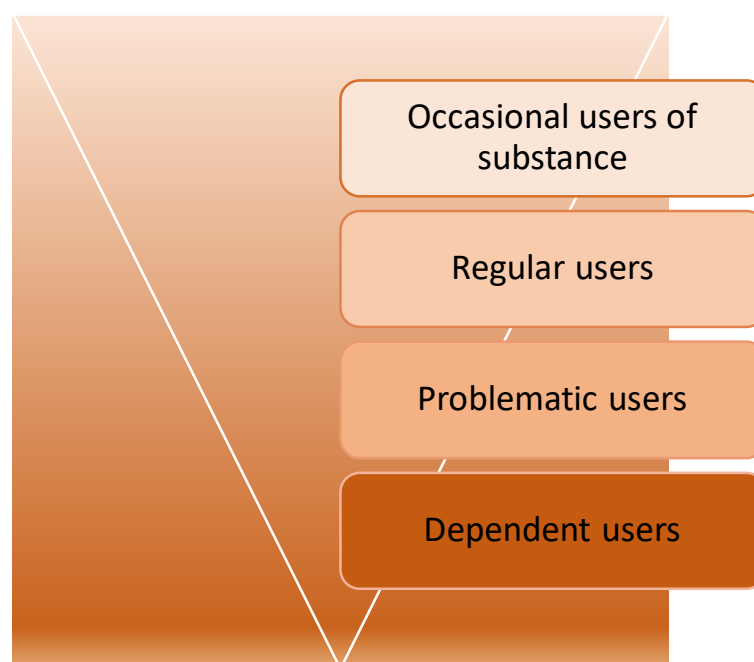 Occasional users of
substance
Regular users
Problematic users
Dependent users